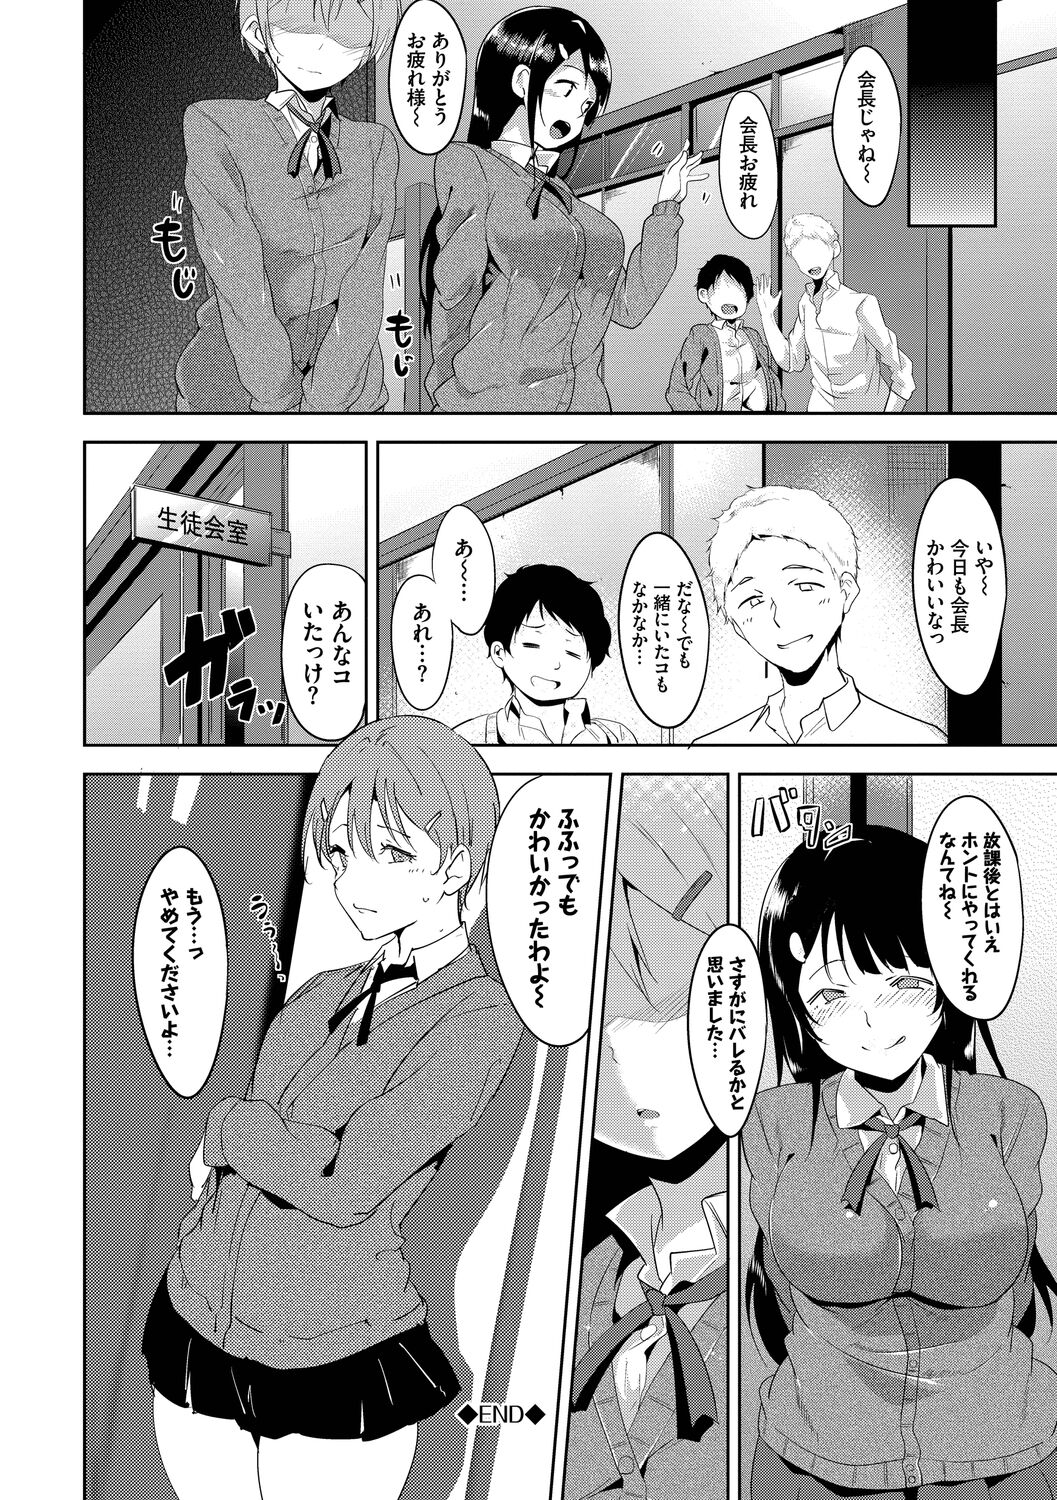 会長じゃね〜
会長お疲れ
ありがとう
お疲れ様〜
もじ
もじ
いや〜
今日も会長
かわいいなっ
だな〜でも
一緒にいたコも
なかなか…
あ〜…
あれ…？
生徒会室
あんなコ
いたっけ？
ガラッ
放課後とはいえ
ホントにやってくれる
なんてね〜
バタン
さすがにバレるかと
思いました…
ふふっでも
かわいかったわよ〜
うぅ〜
もう…っ
やめてくださいよ…
◆END◆